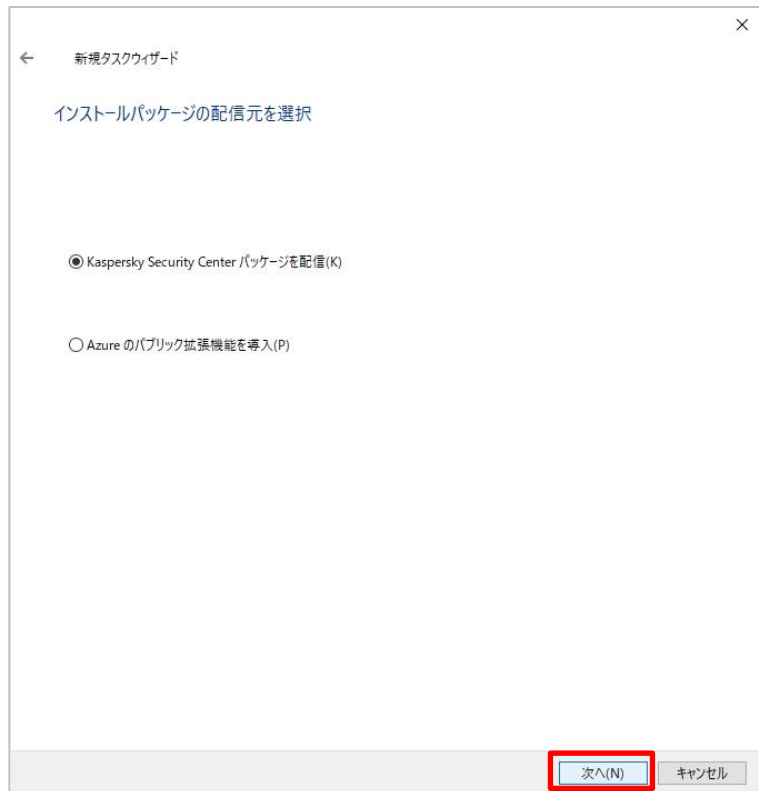 新規タスクウィザード
インストールパッケージの配信元を選択
Kaspersky Security Center パッケージを配信(K)
Azure のパブリック拡張機能を導入(P)
次へ(N) キャンセル